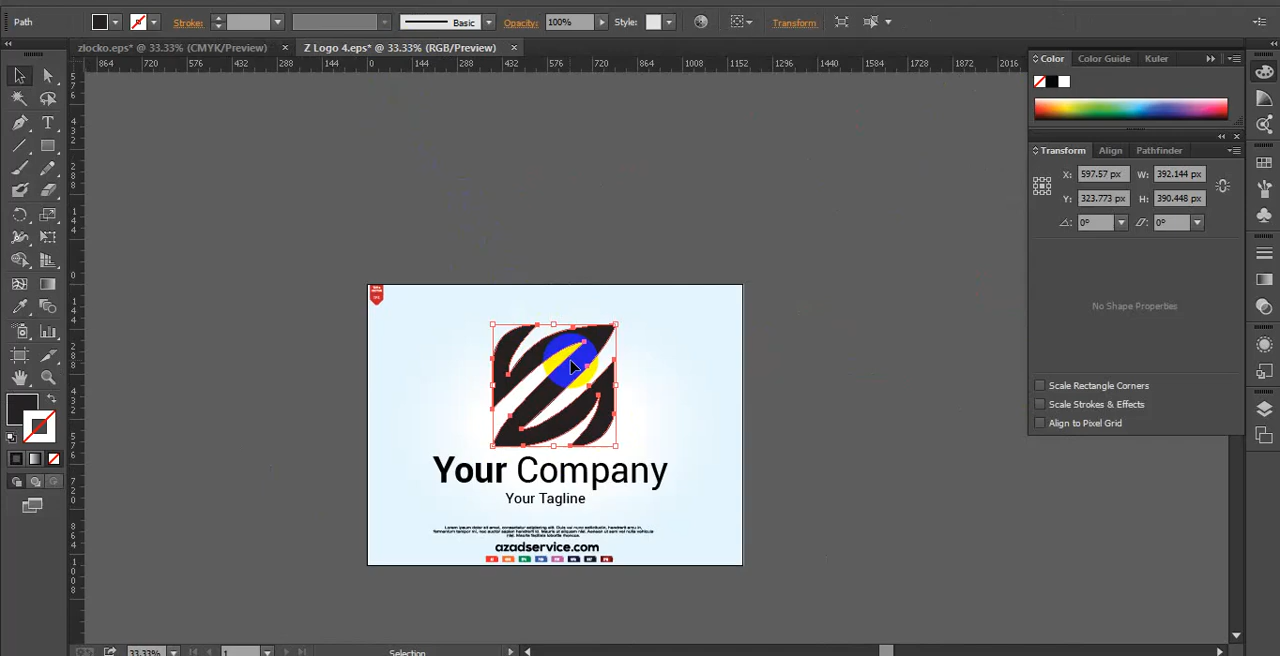 Path
Stroke:
Basic
Opacity:
100%
Style:
Transform
zlocko.eps* @ 33.33% (CMYK/Preview)
Z Logo 4.eps* @ 33.33% (RGB/Preview)
864 720 576 432 288 144 0 144 288 432 576 720 864 1008 1152 1296 1440 1584 1728 1872 2016
Color
Color Guide
Kuler
Transform
Align
Pathfinder
X: 597.57 px
W: 392.144 px
Y: 323.773 px
H: 390.448 px
0°
0°
No Shape Properties
Scale Rectangle Corners
Scale Strokes & Effects
Align to Pixel Grid
Your Company
Your Tagline
azadservice.com
33.33%
1
Selection